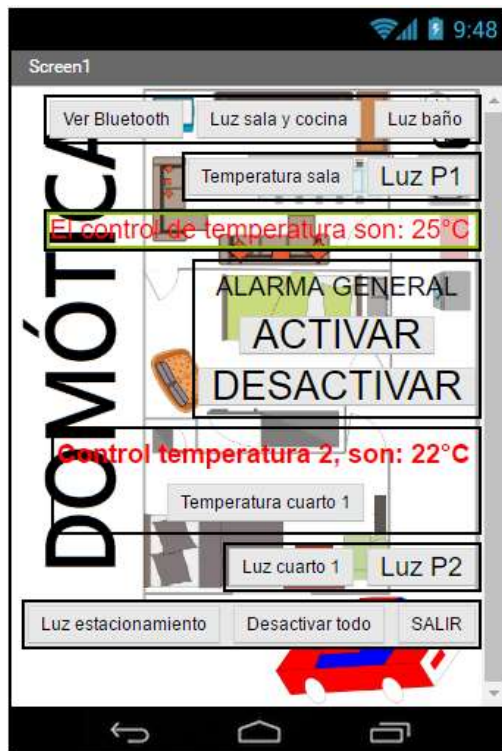 9:48
Screen1
Ver Bluetooth Luz sala y cocina Luz baño
Temperatura sala Luz P1
El control de temperatura son: 25°C
ALARMA GENERAL
ACTIVAR
DESACTIVAR
DOMÓTICA
Control temperatura 2, son: 22°C
Temperatura cuarto 1
Luz cuarto 1 Luz P2
Luz estacionamiento Desactivar todo SALIR